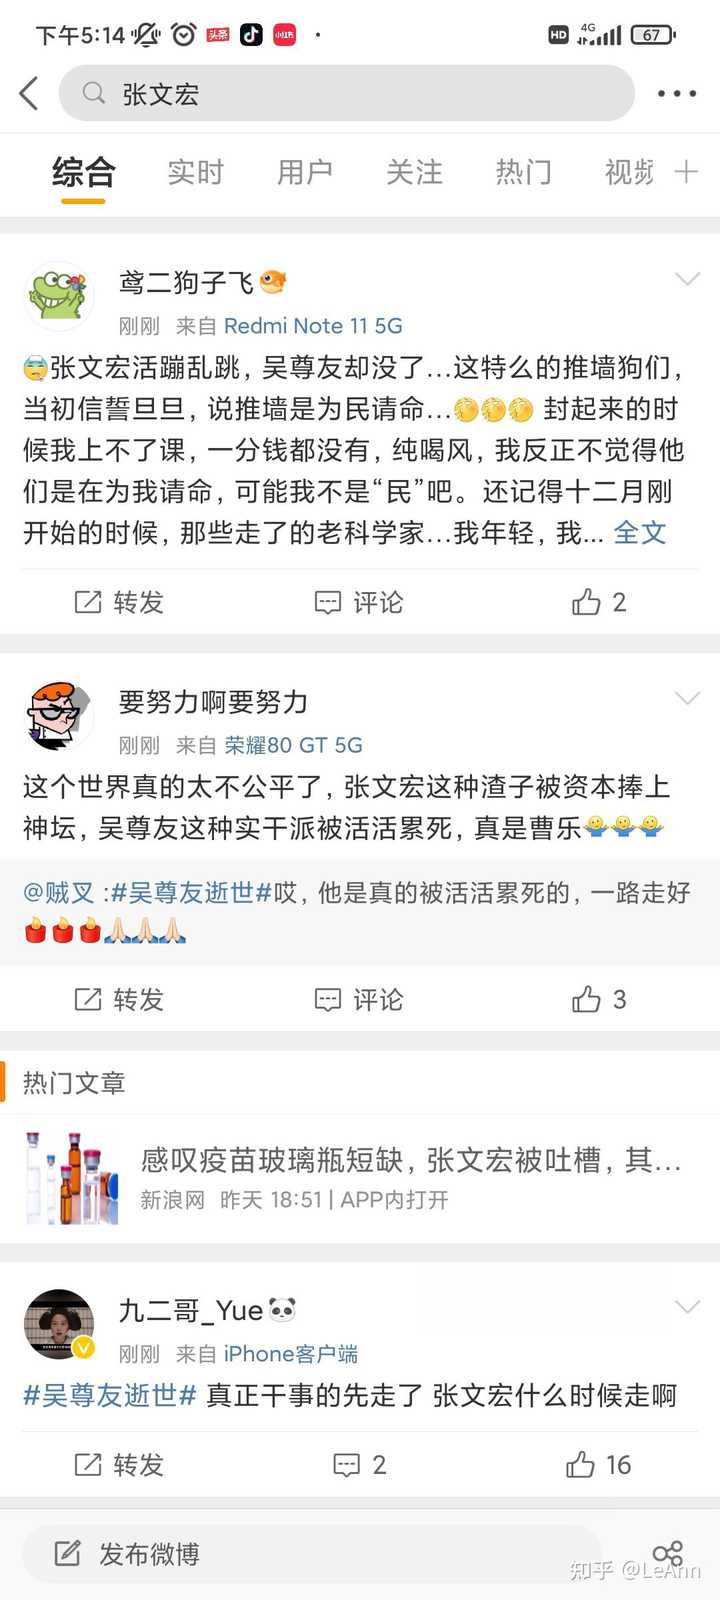 下午5:14 头条 小红书 HD 4G 67
张文宏
综合 实时 用户 关注 热门 视频
鸢二狗子飞🐡
刚刚 来自 Redmi Note 11 5G
张文宏活蹦乱跳，吴尊友却没了…这特么的推墙狗们，
当初信誓旦旦，说推墙是为民请命… 封起来的时
候我上不了课，一分钱都没有，纯喝风，我反正不觉得他
们是在为我请命，可能我不是“民”吧。还记得十二月刚
开始的时候，那些走了的老科学家…我年轻，我... 全文
转发 评论 2
要努力啊要努力
刚刚 来自 荣耀80 GT 5G
这个世界真的太不公平了，张文宏这种渣子被资本捧上
神坛，吴尊友这种实干派被活活累死，真是曹乐🤷🤷🤷
@贼叉 :#吴尊友逝世#哎，他是真的被活活累死的，一路走好
🙏🏻🙏🏻🙏🏻
转发 评论 3
热门文章
感叹疫苗玻璃瓶短缺，张文宏被吐槽，其...
新浪网 昨天 18:51 | APP内打开
九二哥_Yue🐼
刚刚 来自 iPhone客户端
#吴尊友逝世# 真正干事的先走了 张文宏什么时候走啊
转发 2 16
发布微博
知乎 @LeAnn